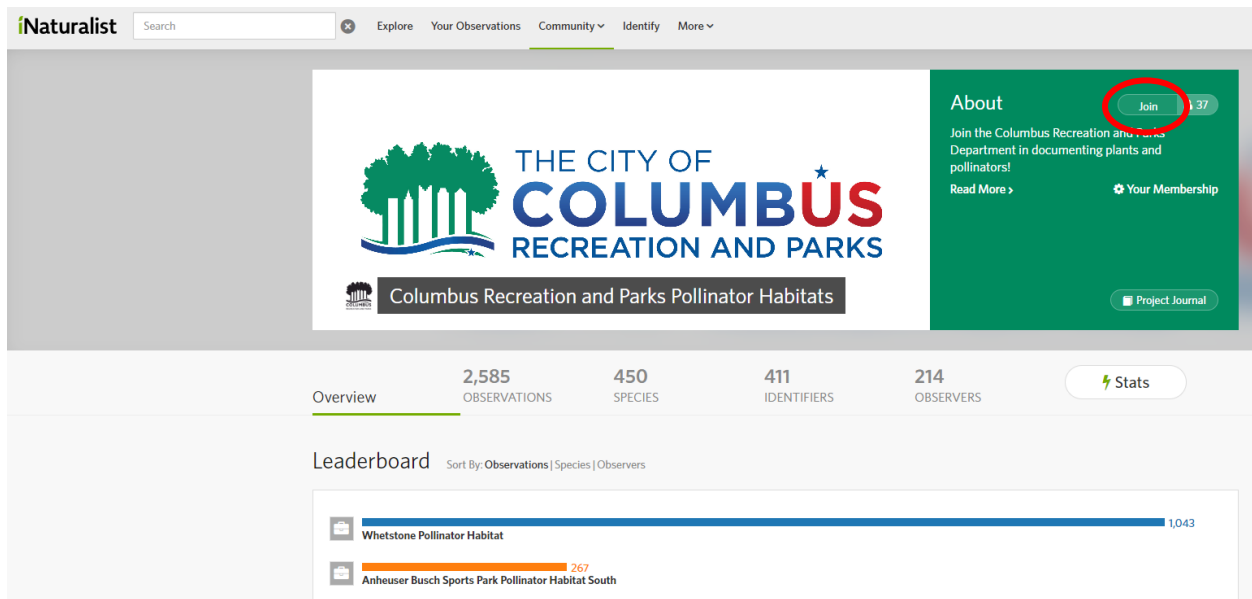 iNaturalist Search Explore Your Observations Community Identify More
THE CITY OF
COLUMBUS
RECREATION AND PARKS
Columbus Recreation and Parks Pollinator Habitats
About Join 37
Join the Columbus Recreation and Parks
Department in documenting plants and
pollinators!
Read More > Your Membership
Project Journal
Overview
2,585
OBSERVATIONS
450
SPECIES
411
IDENTIFIERS
214
OBSERVERS
Stats
Leaderboard Sort By: Observations | Species | Observers
1,043
Whetstone Pollinator Habitat
267
Anheuser Busch Sports Park Pollinator Habitat South